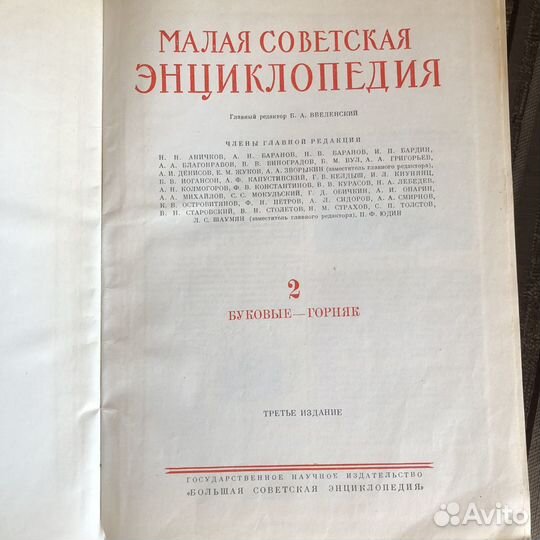 МАЛАЯ СОВЕТСКАЯ
ЭНЦИКЛОПЕДИЯ
Главный редактор Б. А. ВВЕДЕНСКИЙ
ЧЛЕНЫ ГЛАВНОЙ РЕДАКЦИИ
Н. Н. АНИЧКОВ, А. Н. БАРАНОВ, Н. В. БАРАНОВ, И. П. БАРДИН,
А. А. БЛАГОНРАВОВ, В. В. ВИНОГРАДОВ, Б. М. ВУЛ, А. А. ГРИГОРЬЕВ,
А. И. ДЕНИСОВ, Е. М. ЖУКОВ, А. А. ЗВОРЫКИН (заместитель главного редактора),
Б. В. ИОГАНСОН, А. Ф. КАПУСТИНСКИЙ, Г. В. КЕЛДЫШ, И. Л. КНУНЯНЦ,
А. Н. КОЛМОГОРОВ, Ф. В. КОНСТАНТИНОВ, В. В. КУРАСОВ, Н. А. ЛЕБЕДЕВ,
А. А. МИХАЙЛОВ, С. С. МОКУЛЬСКИЙ, Г. Д. ОБИЧКИН, А. И. ОПАРИН,
К. В. ОСТРОВИТЯНОВ, Ф. Н. ПЕТРОВ, А. Л. СИДОРОВ, А. А. СМИРНОВ,
В. Н. СТАРОВСКИЙ, В. Н. СТОЛЕТОВ, Н. М. СТРАХОВ, С. П. ТОЛСТОВ,
Л. С. ШАУМЯН (заместитель главного редактора), П. Ф. ЮДИН
2
БУКОВЫЕ—ГОРНЯК
ТРЕТЬЕ ИЗДАНИЕ
ГОСУДАРСТВЕННОЕ НАУЧНОЕ ИЗДАТЕЛЬСТВО
«БОЛЬШАЯ СОВЕТСКАЯ ЭНЦИКЛОПЕДИЯ»
Avito